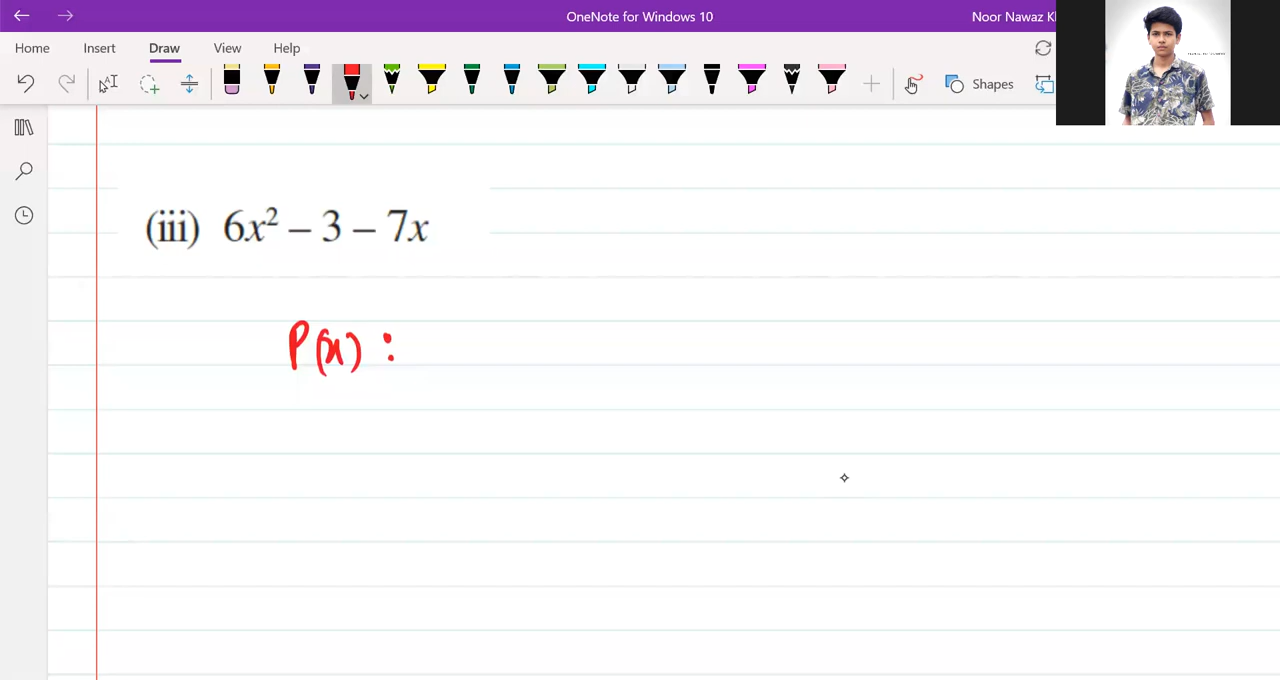 OneNote for Windows 10
Noor Nawaz Kl
Home Insert Draw View Help
Shapes
(iii) 6x² – 3 – 7x
P(x) :